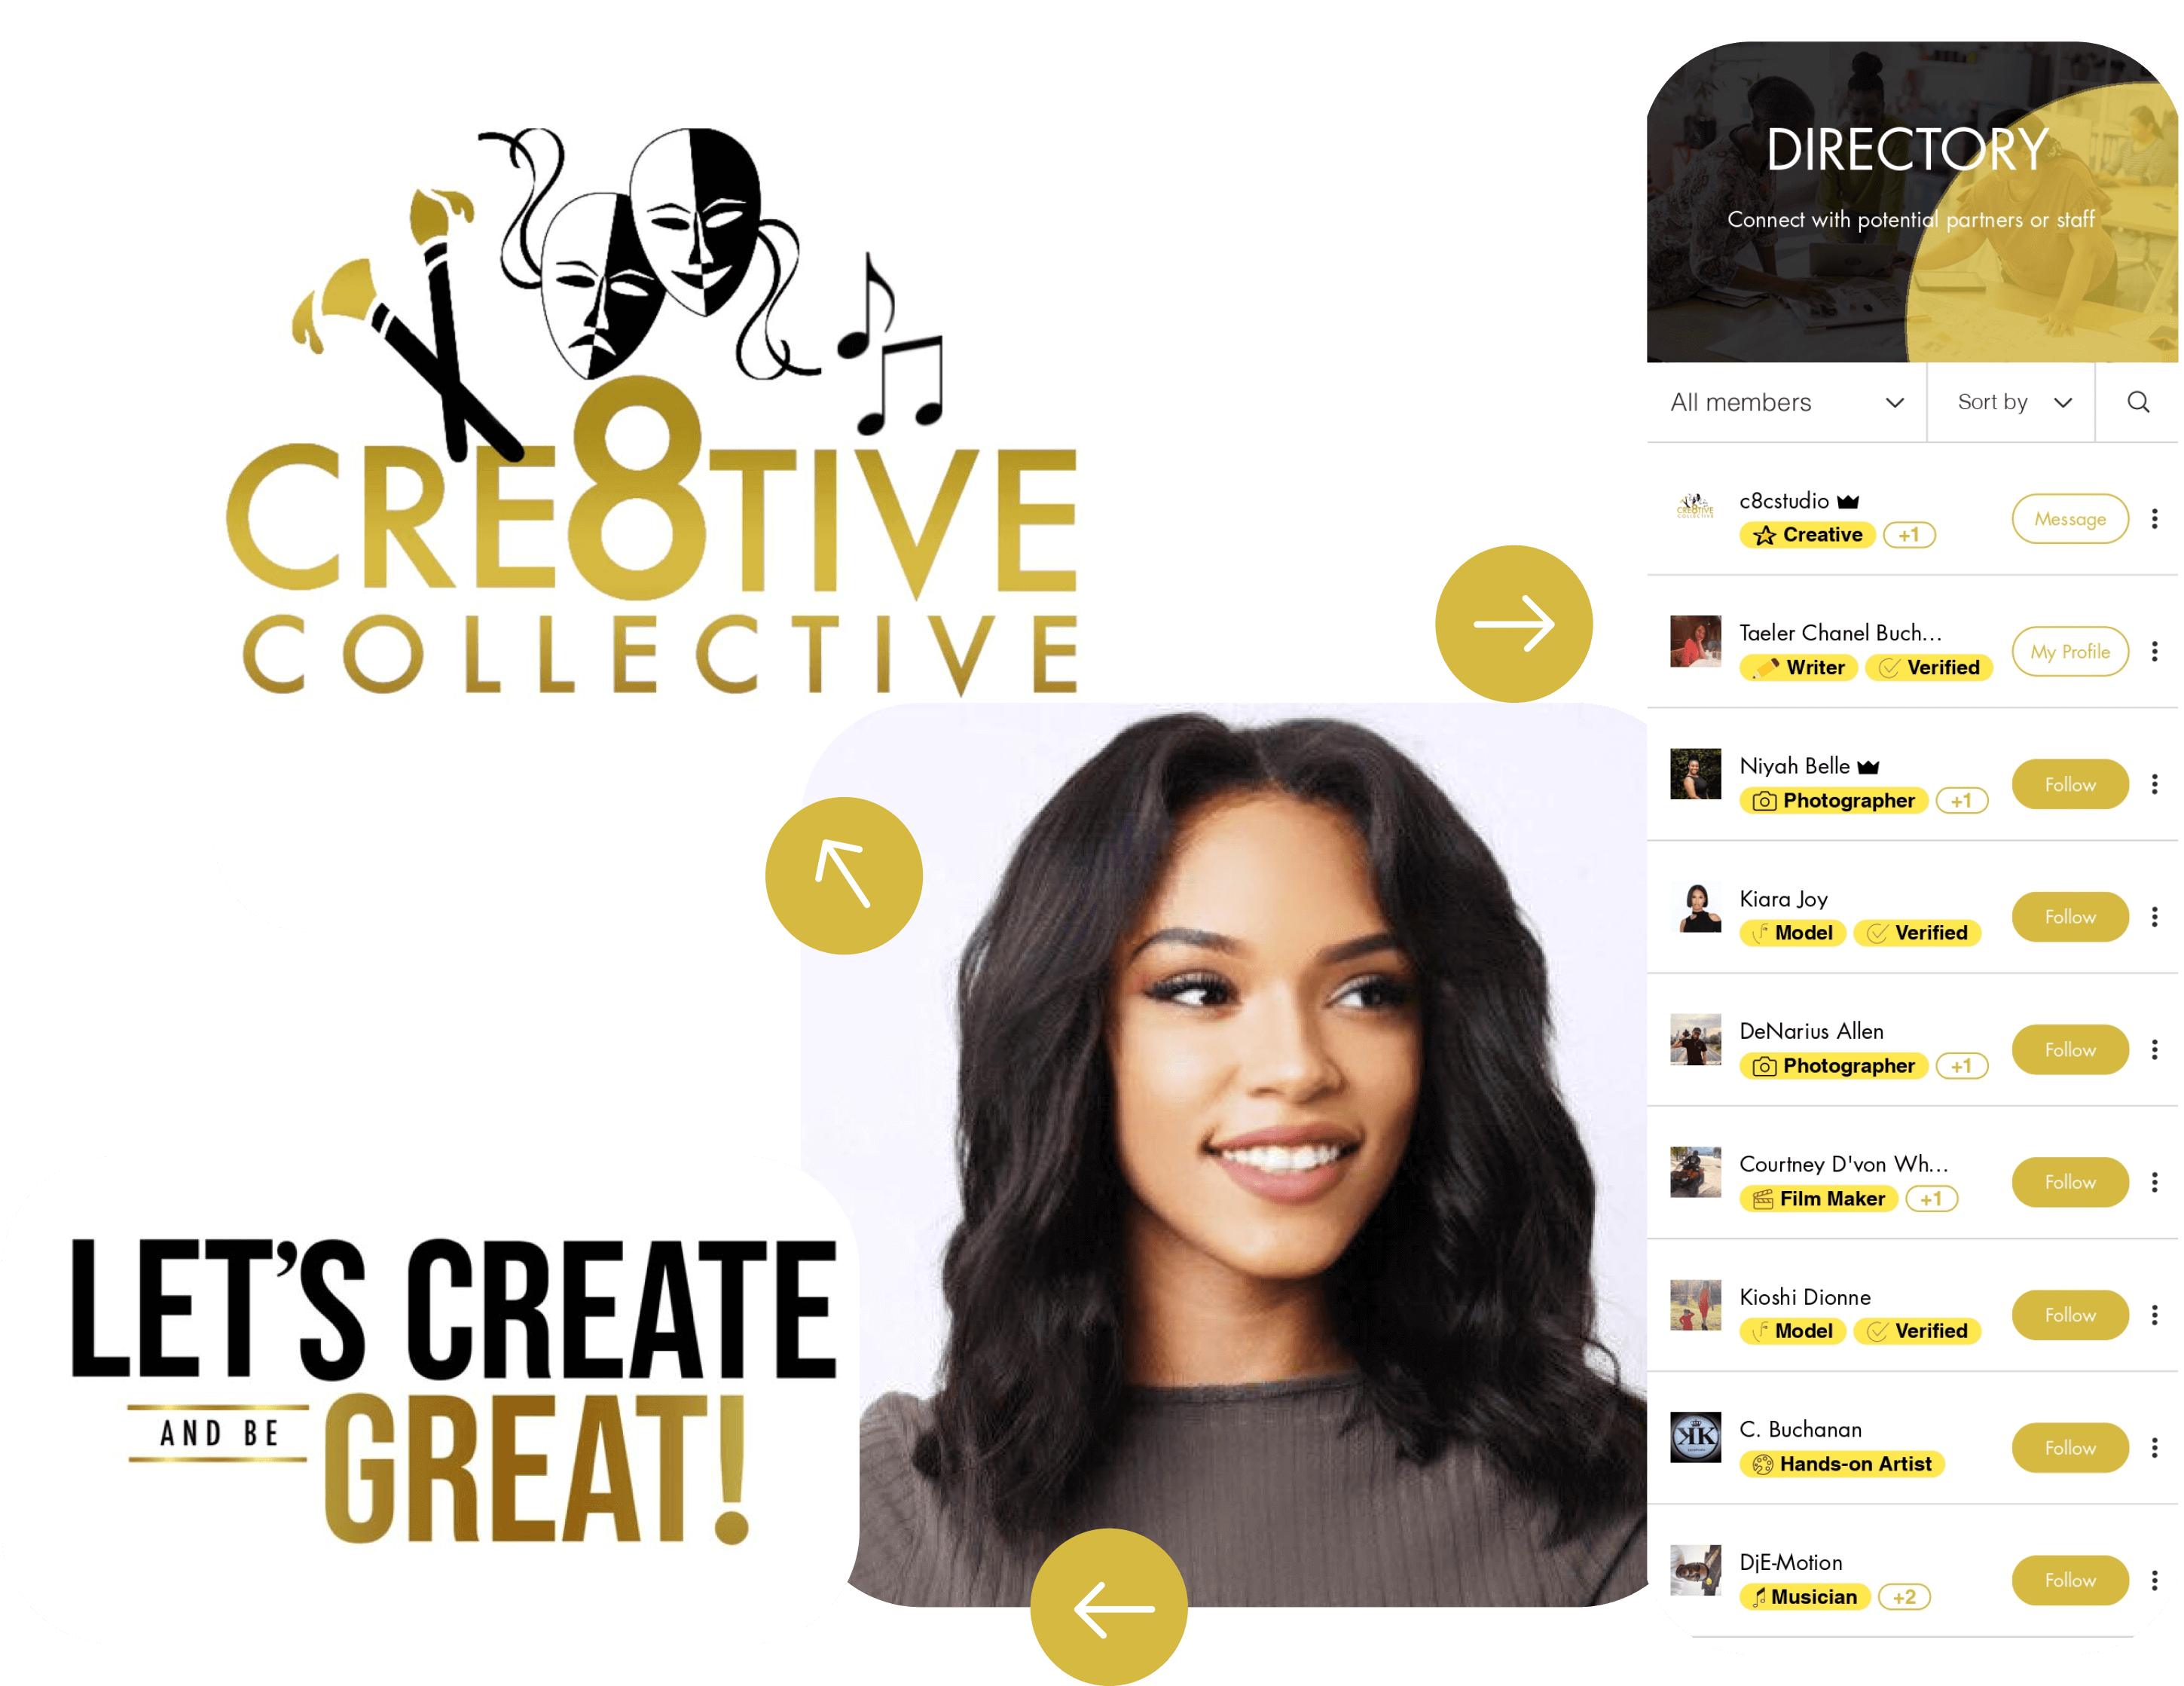 CRE8TIVE
COLLECTIVE
LET'S CREATE
AND BE
GREAT!
DIRECTORY
Connect with potential partners or staff
All members
Sort by
c8cstudio
Creative +1
Message
Taeler Chanel Buch...
Writer Verified
My Profile
Niyah Belle
Photographer +1
Follow
Kiara Joy
Model Verified
Follow
DeNarius Allen
Photographer +1
Follow
Courtney D'von Wh...
Film Maker +1
Follow
Kioshi Dionne
Model Verified
Follow
C. Buchanan
Hands-on Artist
Follow
DjE-Motion
Musician +2
Follow